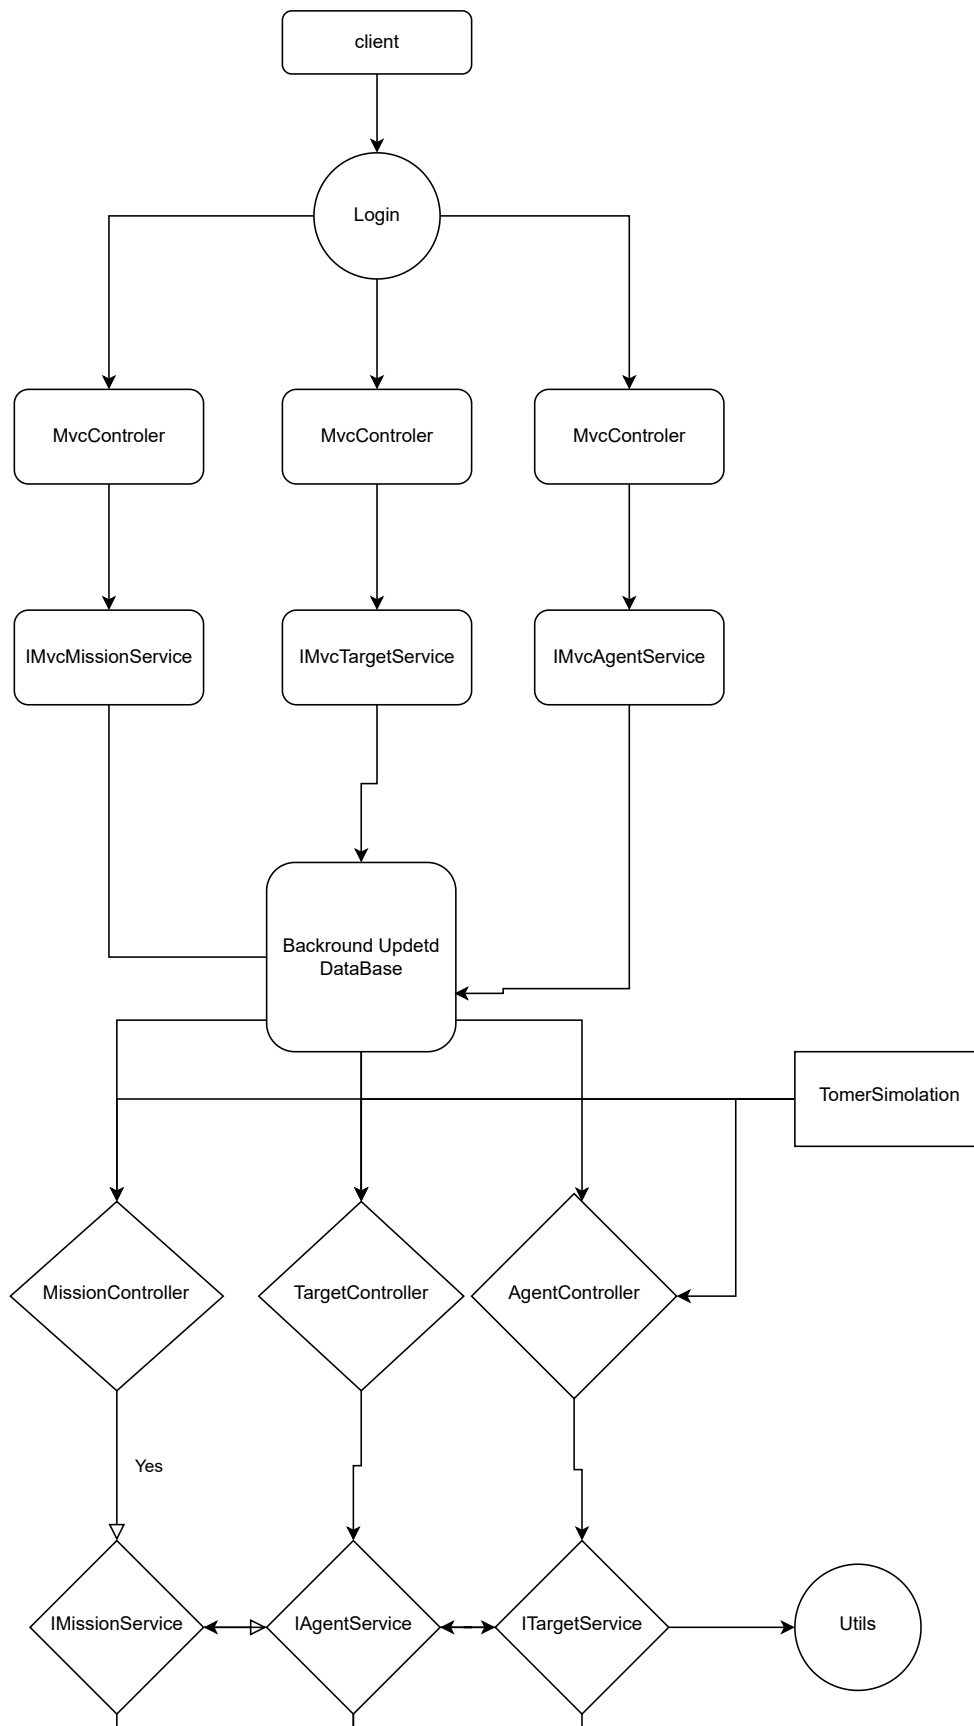 client
Login
MvcControler
MvcControler
MvcControler
IMvcMissionService
IMvcTargetService
IMvcAgentService
Backround Updetd
DataBase
TomerSimolation
MissionController
TargetController
AgentController
Yes
IMissionService
IAgentService
ITargetService
Utils